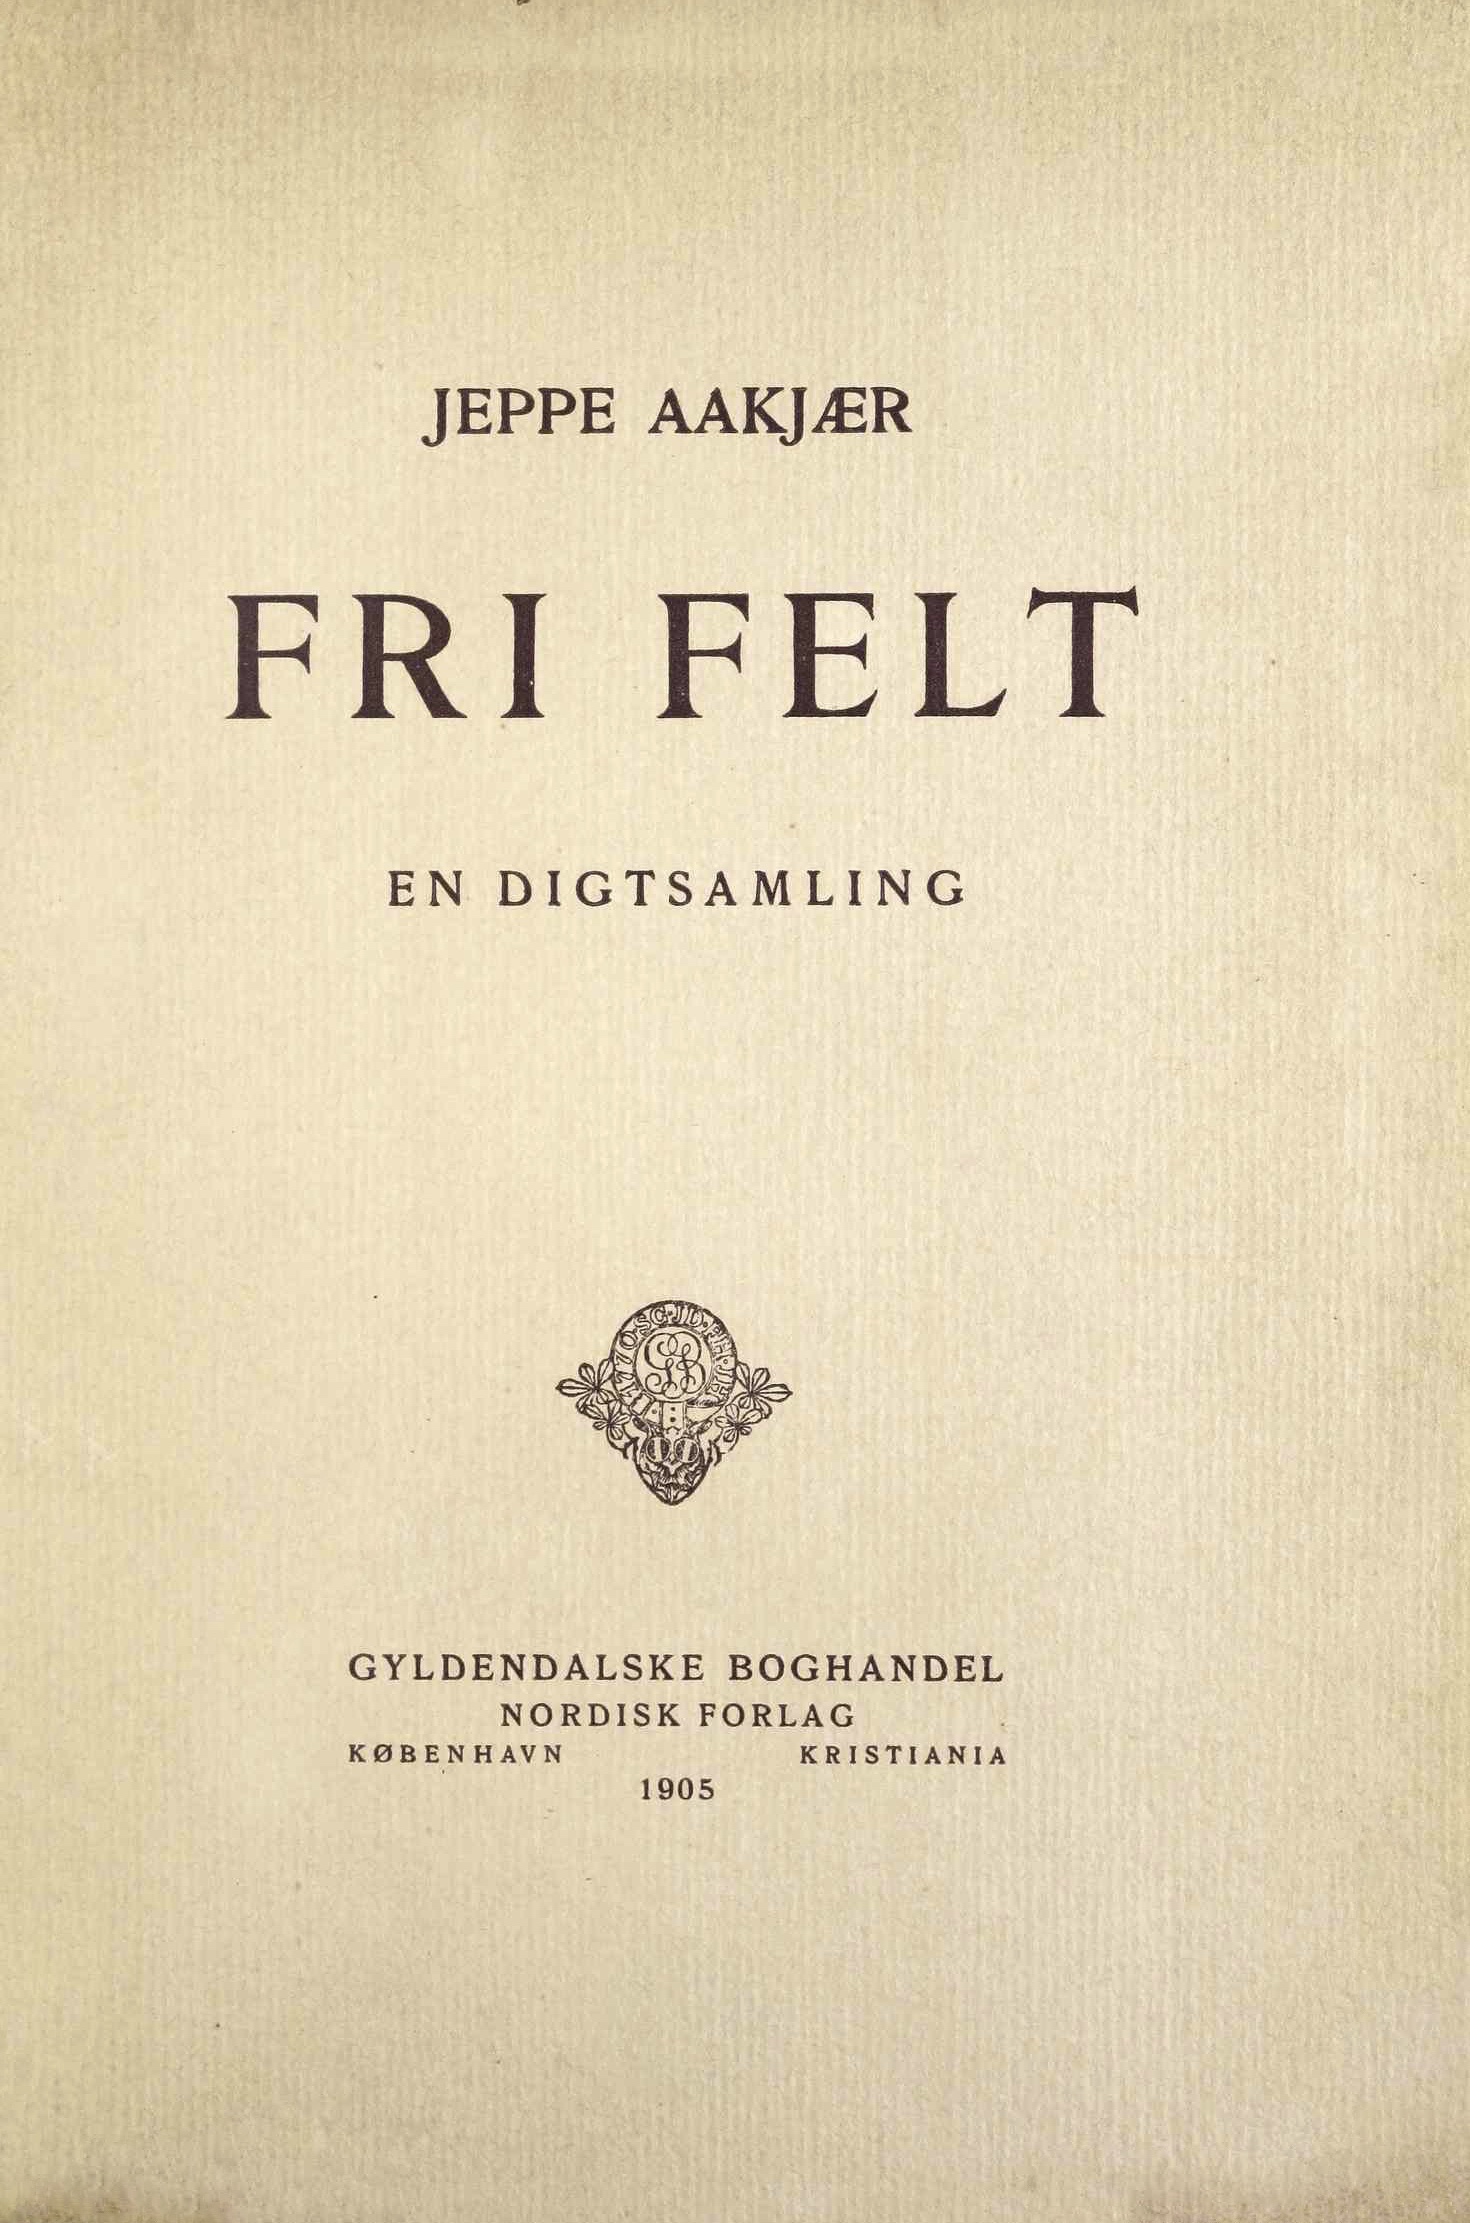 JEPPE AAKJÆR
FRI FELT
EN DIGTSAMLING
GYLDENDALSKE BOGHANDEL
NORDISK FORLAG
KØBENHAVN KRISTIANIA
1905